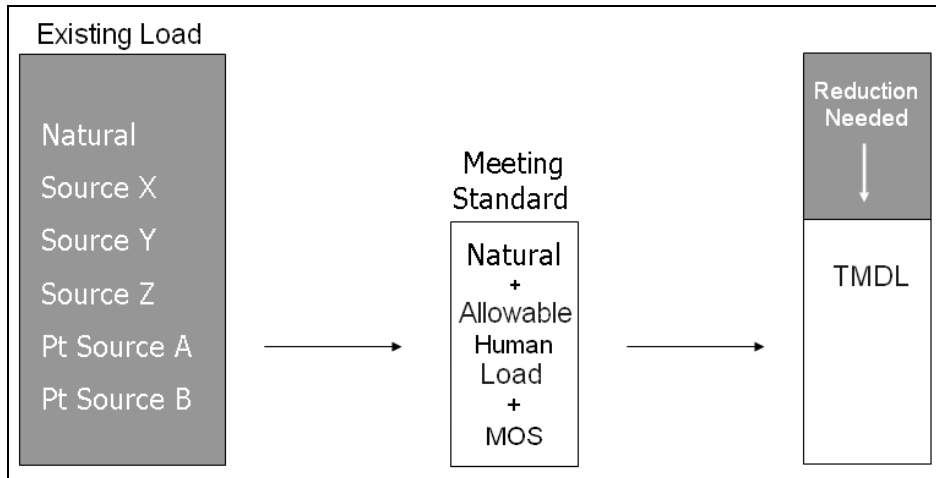 Existing Load
Natural
Source X
Source Y
Source Z
Pt Source A
Pt Source B
Meeting
Standard
Natural
+
Allowable
Human
Load
+
MOS
Reduction
Needed
TMDL